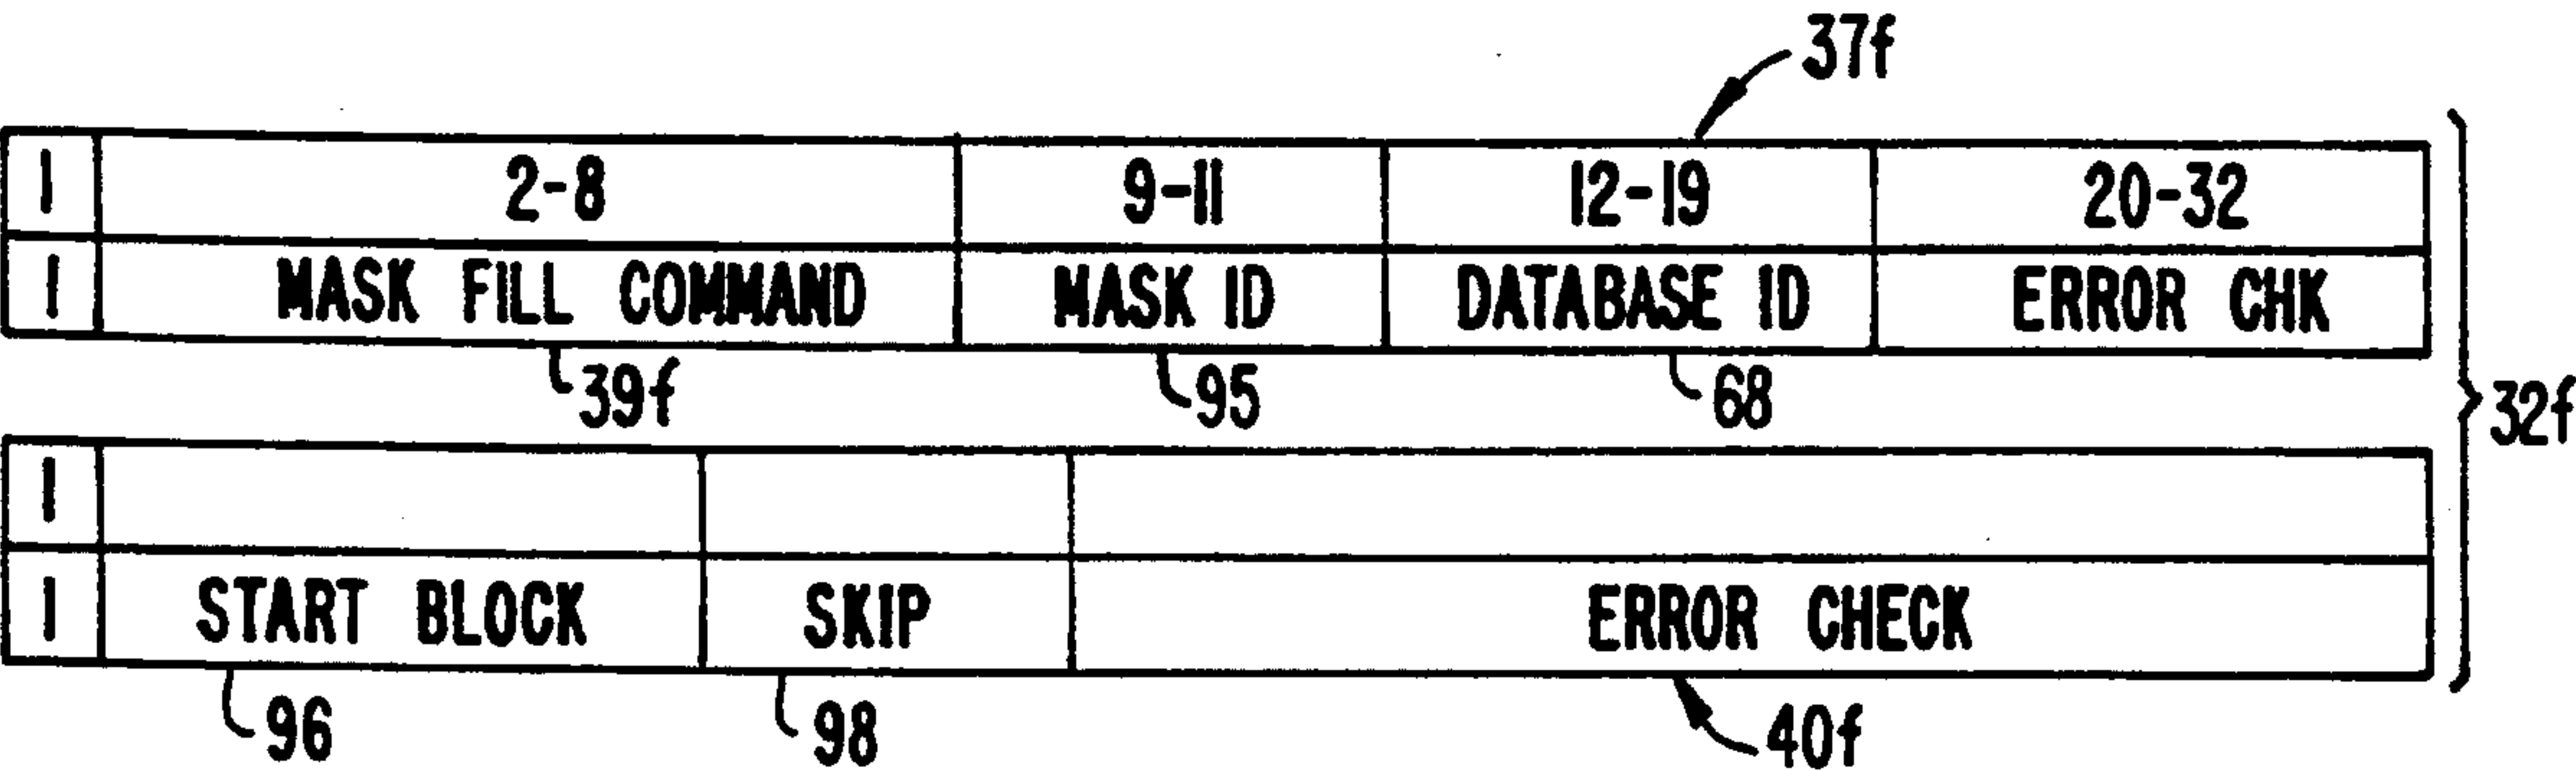 37f
1 2-8 9-11 12-19 20-32
1 MASK FILL COMMAND MASK ID DATABASE ID ERROR CHK
39f 95 68
32f
1
1 START BLOCK SKIP ERROR CHECK
96 98 40f